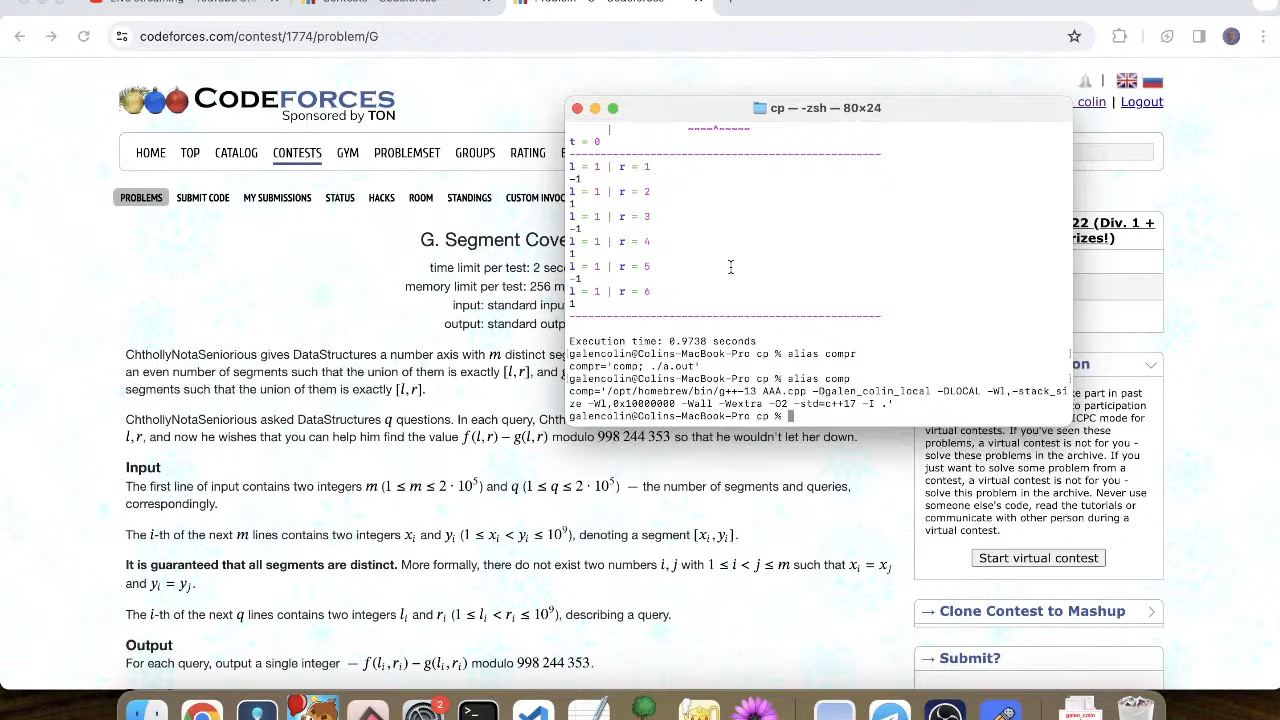 codeforces.com/contest/1774/problem/G
CODEFORCES
Sponsored by TON
colin | Logout
HOME TOP CATALOG CONTESTS GYM PROBLEMSET GROUPS RATING
PROBLEMS SUBMIT CODE MY SUBMISSIONS STATUS HACKS ROOM STANDINGS CUSTOM INVOC
G. Segment Cove
time limit per test: 2 sec
memory limit per test: 256 m
input: standard inpu
output: standard outp
ChthollyNotaSeniorious gives DataStructures a number axis with m distinct seg
an even number of segments such that the union of them is exactly [l, r], and
segments such that the union of them is exactly [l, r].
ChthollyNotaSeniorious asked DataStructures q questions. In each query, Chth
l, r, and now he wishes that you can help him find the value f(l, r) − g(l, r) modulo 998 244 353 so that he wouldn't let her down.
Input
The first line of input contains two integers m (1 ≤ m ≤ 2 · 10⁵) and q (1 ≤ q ≤ 2 · 10⁵) — the number of segments and queries,
correspondingly.
The i-th of the next m lines contains two integers xᵢ and yᵢ (1 ≤ xᵢ < yᵢ ≤ 10⁹), denoting a segment [xᵢ, yᵢ].
It is guaranteed that all segments are distinct. More formally, there do not exist two numbers i, j with 1 ≤ i < j ≤ m such that xᵢ = xⱼ
and yᵢ = yⱼ.
The i-th of the next q lines contains two integers lᵢ and rᵢ (1 ≤ lᵢ < rᵢ ≤ 10⁹), describing a query.
Output
For each query, output a single integer — f(lᵢ, rᵢ) − g(lᵢ, rᵢ) modulo 998 244 353.
cp — -zsh — 80×24
| ~~~~^~~~~~
t = 0
l = 1 | r = 1
-1
l = 1 | r = 2
1
l = 1 | r = 3
-1
l = 1 | r = 4
1
l = 1 | r = 5
-1
l = 1 | r = 6
1
Execution time: 0.9738 seconds
galencolin@Colins-MacBook-Pro cp % alias compr
compr='comp; ./a.out'
galencolin@Colins-MacBook-Pro cp % alias comp
comp='/opt/homebrew/bin/g++-13 AAA.cpp -Dgalen_colin_local -DLOCAL -Wl,-stack_si
ze -Wl,0x10000000 -Wall -Wextra -O2 -std=c++17 -I .'
galencolin@Colins-MacBook-Pro cp %
22 (Div. 1 +
rizes!)
on
take part in past
to participation
CPC mode for
virtual contests. If you've seen these
problems, a virtual contest is not for you -
solve these problems in the archive. If
you just want to solve some problem from a
contest, a virtual contest is not for you -
solve this problem in the archive. Never use
someone else's code, read the tutorials or
communicate with other person during a
virtual contest.
Start virtual contest
→ Clone Contest to Mashup
→ Submit?
2
galen_colin